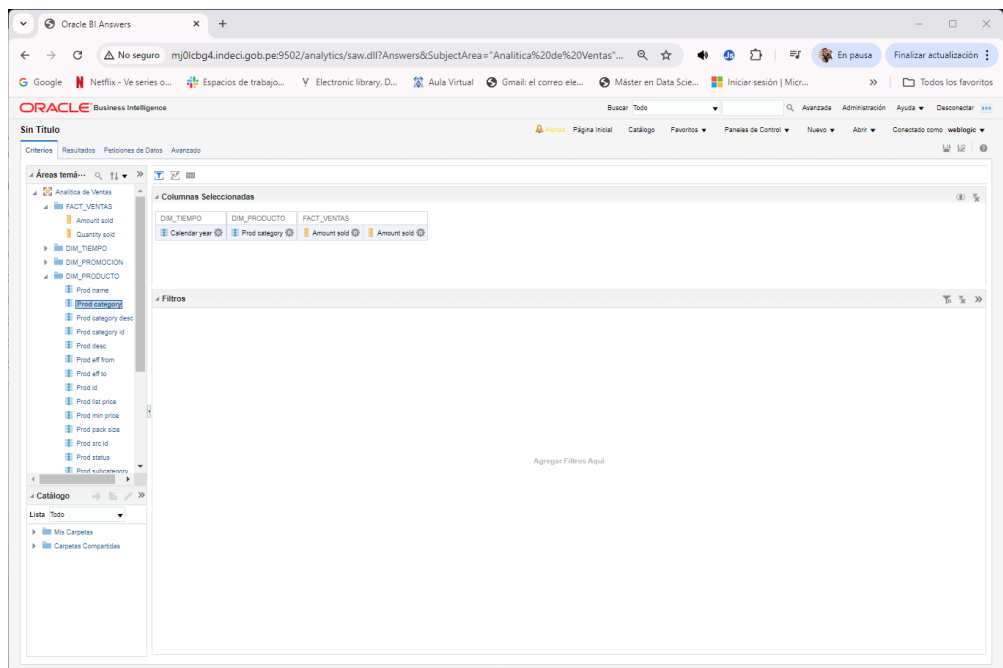 Oracle BI Answers
No seguro mj0lcbg4.indeci.gob.pe:9502/analytics/saw.dll?Answers&SubjectArea="Analitica%20de%20Ventas"... En pausa Finalizar actualización
Google Netflix - Ve series o... Espacios de trabajo... Electronic library. D... Aula Virtual Gmail: el correo ele... Máster en Data Scie... Iniciar sesión | Micr... » Todos los favoritos
ORACLE Business Intelligence Buscar Todo Avanzada Administración Ayuda Desconectar
Sin Título Alertas Página Inicial Catálogo Favoritos Paneles de Control Nuevo Abrir Conectado como weblogic
Criterios Resultados Peticiones de Datos Avanzado
Áreas temá...
Analitica de Ventas
FACT_VENTAS
Amount sold
Quantity sold
DIM_TIEMPO
DIM_PROMOCION
DIM_PRODUCTO
Prod name
Prod category
Prod category desc
Prod category id
Prod desc
Prod eff from
Prod eff to
Prod id
Prod list price
Prod min price
Prod pack size
Prod src id
Prod status
Prod subcategory
Catálogo
Lista Todo
Mis Carpetas
Carpetas Compartidas
Columnas Seleccionadas
DIM_TIEMPO DIM_PRODUCTO FACT_VENTAS
Calendar year Prod category Amount sold Amount sold
Filtros
Agregar Filtros Aquí